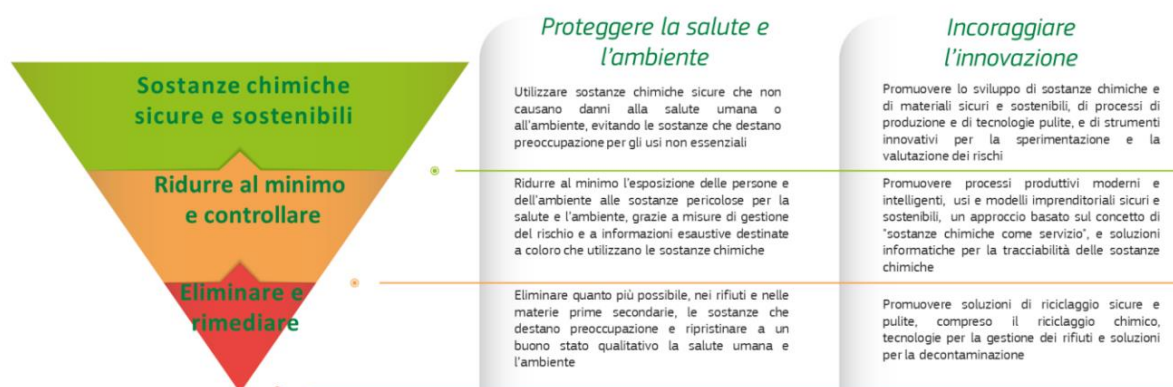 Proteggere la salute e
l'ambiente
Incoraggiare
l'innovazione
Sostanze chimiche
sicure e sostenibili
Utilizzare sostanze chimiche sicure che non
causano danni alla salute umana o
all'ambiente, evitando le sostanze che destano
preoccupazione per gli usi non essenziali
Promuovere lo sviluppo di sostanze chimiche e
di materiali sicuri e sostenibili, di processi di
produzione e di tecnologie pulite, e di strumenti
innovativi per la sperimentazione e la
valutazione dei rischi
Ridurre al minimo
e controllare
Ridurre al minimo l'esposizione delle persone e
dell'ambiente alle sostanze pericolose per la
salute e l'ambiente, grazie a misure di gestione
del rischio e a informazioni esaustive destinate
a coloro che utilizzano le sostanze chimiche
Promuovere processi produttivi moderni e
intelligenti, usi e modelli imprenditoriali sicuri e
sostenibili, un approccio basato sul concetto di
"sostanze chimiche come servizio", e soluzioni
informatiche per la tracciabilità delle sostanze
chimiche
Eliminare e
rimediare
Eliminare quanto più possibile, nei rifiuti e nelle
materie prime secondarie, le sostanze che
destano preoccupazione e ripristinare a un
buono stato qualitativo la salute umana e
l'ambiente
Promuovere soluzioni di riciclaggio sicure e
pulite, compreso il riciclaggio chimico,
tecnologie per la gestione dei rifiuti e soluzioni
per la decontaminazione